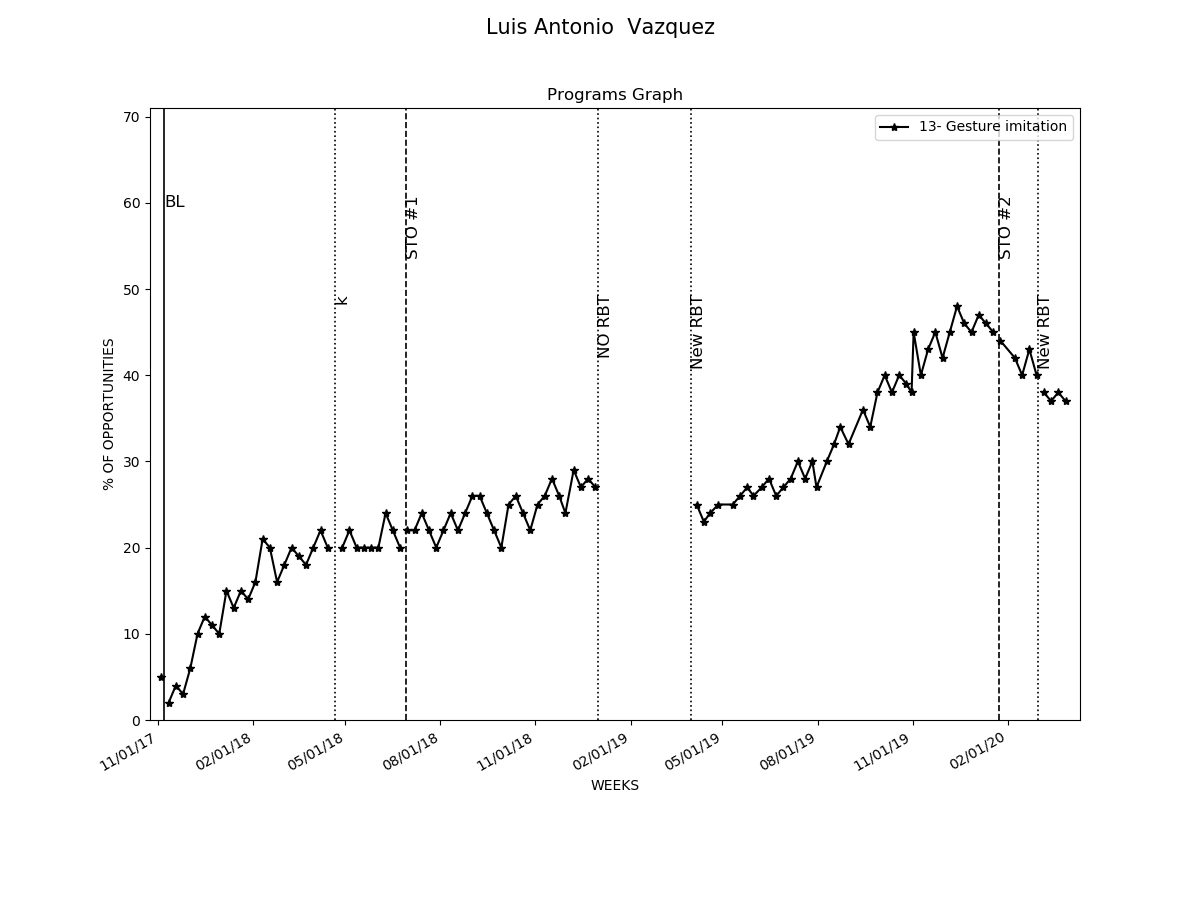 Luis Antonio  Vazquez
Programs Graph
13- Gesture imitation
70
60
50
40
30
20
10
0
% OF OPPORTUNITIES
BL
k
STO #1
NO RBT
New RBT
STO #2
New RBT
11/01/17
02/01/18
05/01/18
08/01/18
11/01/18
02/01/19
05/01/19
08/01/19
11/01/19
02/01/20
WEEKS